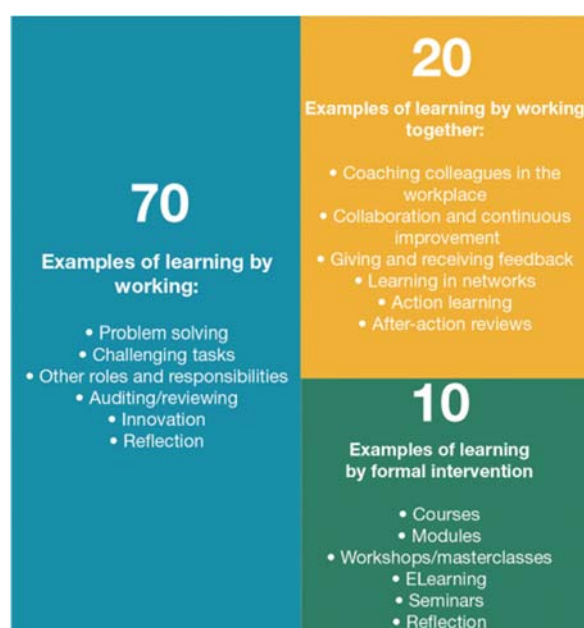 70
Examples of learning by
working:
• Problem solving
• Challenging tasks
• Other roles and responsibilities
• Auditing/reviewing
• Innovation
• Reflection
20
Examples of learning by working
together:
• Coaching colleagues in the
workplace
• Collaboration and continuous
improvement
• Giving and receiving feedback
• Learning in networks
• Action learning
• After-action reviews
10
Examples of learning
by formal intervention
• Courses
• Modules
• Workshops/masterclasses
• ELearning
• Seminars
• Reflection